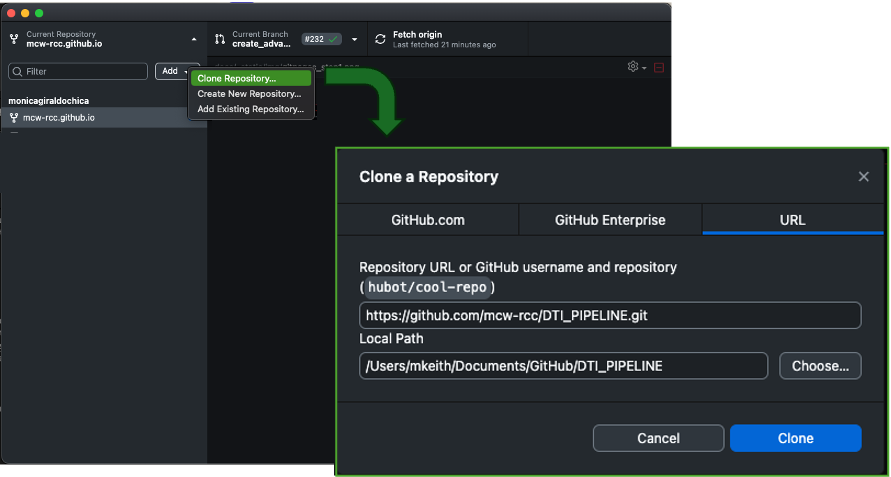 Current Repository
mcw-rcc.github.io
Current Branch
create_adva... #232
Fetch origin
Last fetched 21 minutes ago
Filter
Add
Clone Repository...
Create New Repository...
Add Existing Repository...
monicagiraldochica
mcw-rcc.github.io
Clone a Repository
GitHub.com GitHub Enterprise URL
Repository URL or GitHub username and repository
(hubot/cool-repo)
https://github.com/mcw-rcc/DTI_PIPELINE.git
Local Path
/Users/mkeith/Documents/GitHub/DTI_PIPELINE Choose...
Cancel Clone